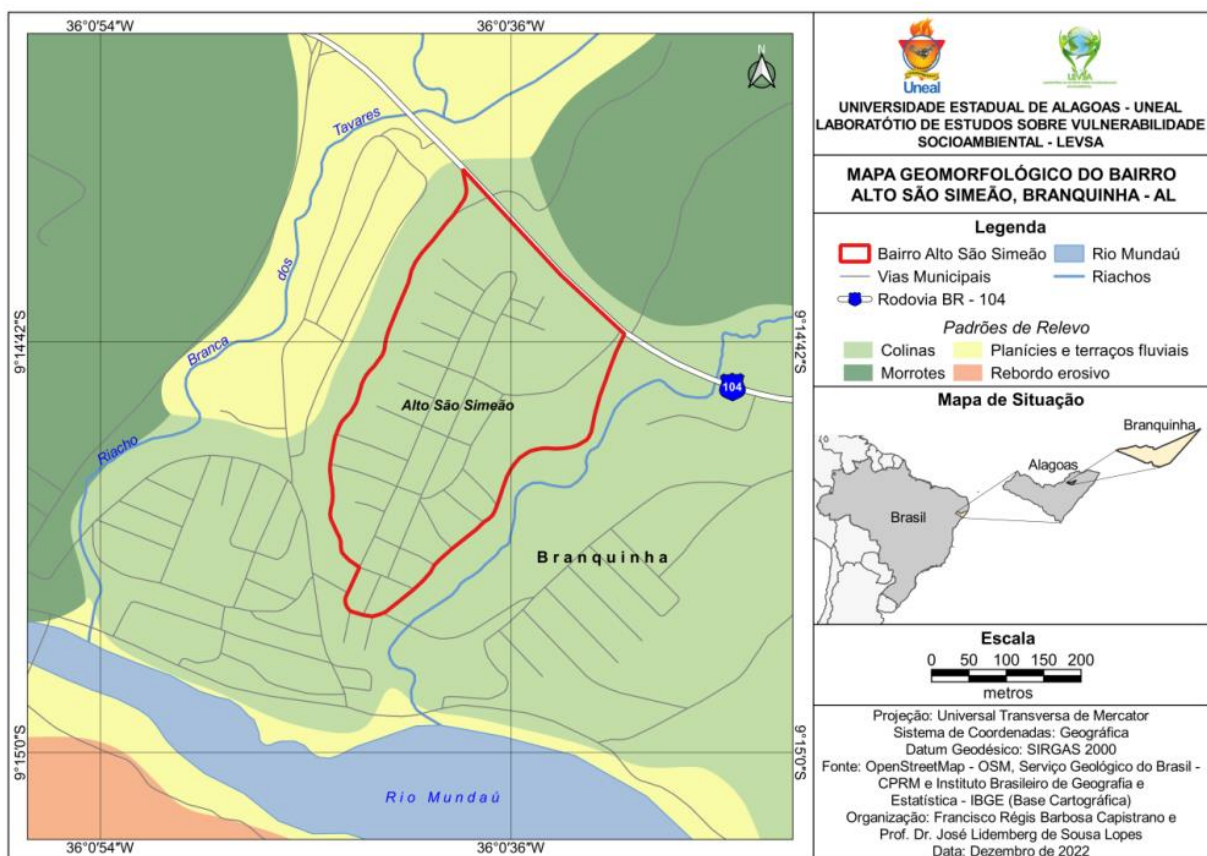 36°0'54"W
36°0'36"W
N
Tavares
dos
Branca
Riacho
9°14'42"S
9°14'42"S
104
Alto São Simeão
Branquinha
9°15'0"S
9°15'0"S
Rio Mundaú
36°0'54"W
36°0'36"W
Uneal
LEVSA
UNIVERSIDADE ESTADUAL DE ALAGOAS - UNEAL
LABORATÓTIO DE ESTUDOS SOBRE VULNERABILIDADE
SOCIOAMBIENTAL - LEVSA
MAPA GEOMORFOLÓGICO DO BAIRRO
ALTO SÃO SIMEÃO, BRANQUINHA - AL
Legenda
Bairro Alto São Simeão
Rio Mundaú
Vias Municipais
Riachos
Rodovia BR - 104
Padrões de Relevo
Colinas
Planícies e terraços fluviais
Morrotes
Rebordo erosivo
Mapa de Situação
Branquinha
Alagoas
Brasil
Escala
0 50 100 150 200
metros
Projeção: Universal Transversa de Mercator
Sistema de Coordenadas: Geográfica
Datum Geodésico: SIRGAS 2000
Fonte: OpenStreetMap - OSM, Serviço Geológico do Brasil -
CPRM e Instituto Brasileiro de Geografia e
Estatística - IBGE (Base Cartográfica)
Organização: Francisco Régis Barbosa Capistrano e
Prof. Dr. José Lidemberg de Sousa Lopes
Data: Dezembro de 2022